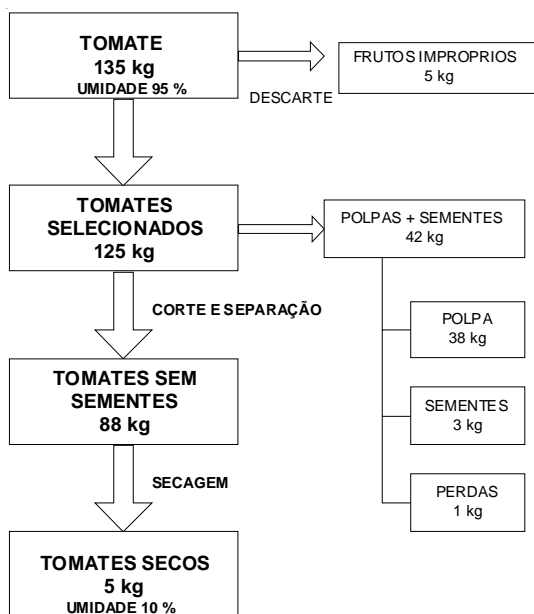 TOMATE
135 kg
UMIDADE 95 %
FRUTOS IMPROPRIOS
5 kg
DESCARTE
TOMATES
SELECIONADOS
125 kg
POLPAS + SEMENTES
42 kg
CORTE E SEPARAÇÃO
POLPA
38 kg
TOMATES SEM
SEMENTES
88 kg
SEMENTES
3 kg
SECAGEM
PERDAS
1 kg
TOMATES SECOS
5 kg
UMIDADE 10 %